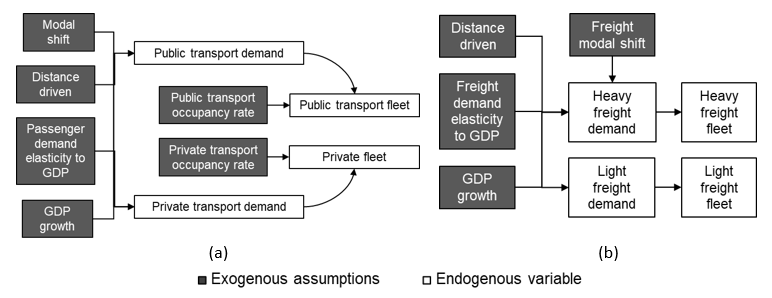 Modal
shift
Distance
driven
Passenger
demand
elasticity to
GDP
GDP
growth
Public transport demand
Public transport
occupancy rate
Public transport fleet
Private transport
occupancy rate
Private fleet
Private transport demand
(a)
Distance
driven
Freight
modal shift
Freight
demand
elasticity
to GDP
Heavy
freight
demand
Heavy
freight
fleet
GDP
growth
Light
freight
demand
Light
freight
fleet
(b)
Exogenous assumptions
Endogenous variable